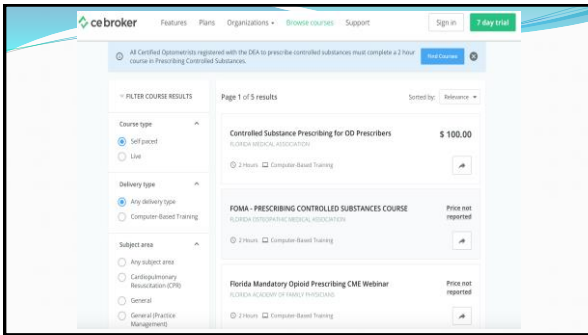 ce broker
Features Plans Organizations Browse courses Support Sign in 7 day trial
All Certified Optometrists registered with the DEA to prescribe controlled substances must complete a 2 hour
course in Prescribing Controlled Substances.
Find Courses
FILTER COURSE RESULTS
Page 1 of 5 results
Sorted by: Relevance
Course type
Self paced
Live
Delivery type
Any delivery type
Computer-Based Training
Subject area
Any subject area
Cardiopulmonary
Resuscitation (CPR)
General
General (Practice
Management)
Controlled Substance Prescribing for OD Prescribers
$ 100.00
FLORIDA MEDICAL ASSOCIATION
2 Hours Computer-Based Training
FOMA - PRESCRIBING CONTROLLED SUBSTANCES COURSE
Price not
reported
FLORIDA OSTEOPATHIC MEDICAL ASSOCIATION
2 Hours Computer-Based Training
Florida Mandatory Opioid Prescribing CME Webinar
Price not
reported
FLORIDA ACADEMY OF FAMILY PHYSICIANS
2 Hours Computer-Based Training